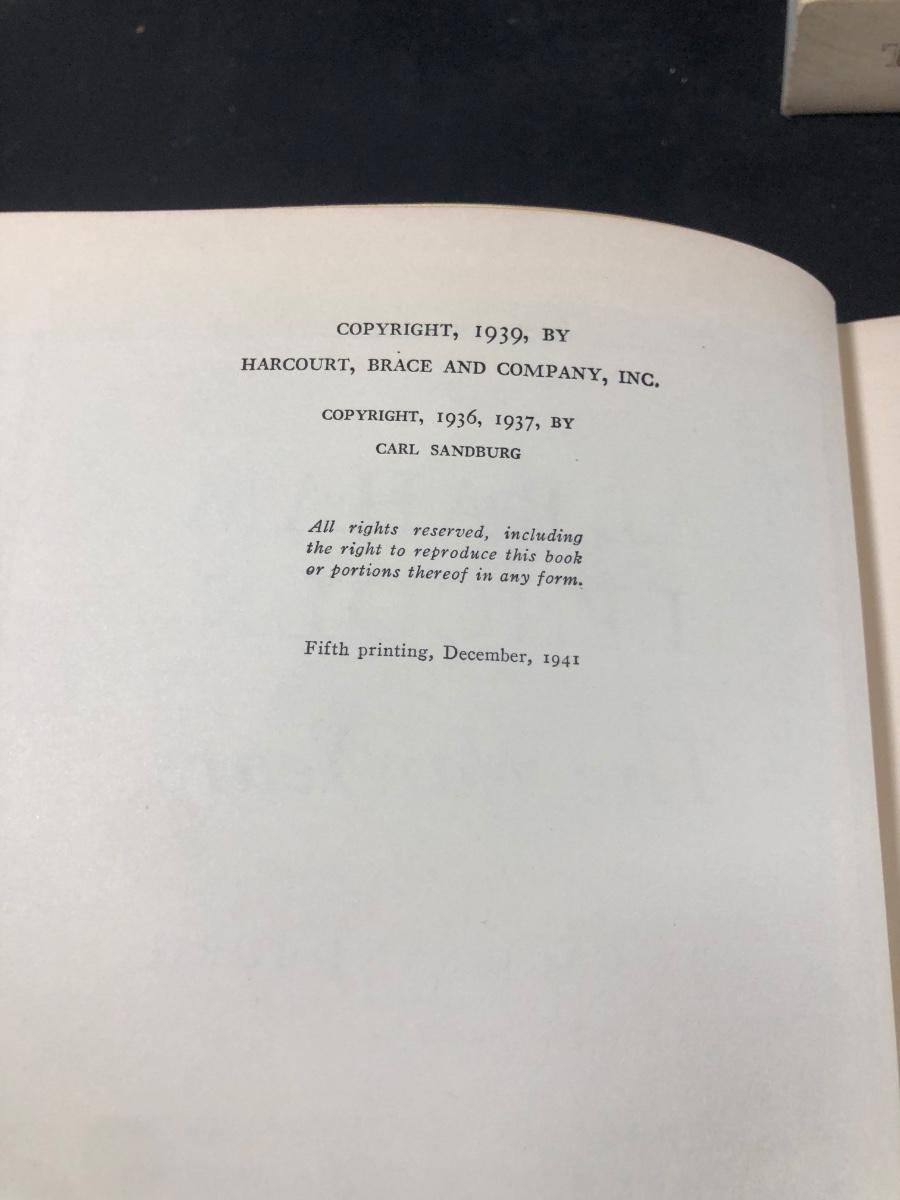 COPYRIGHT, 1939, BY
HARCOURT, BRACE AND COMPANY, INC.
COPYRIGHT, 1936, 1937, BY
CARL SANDBURG
All rights reserved, including
the right to reproduce this book
or portions thereof in any form.
Fifth printing, December, 1941